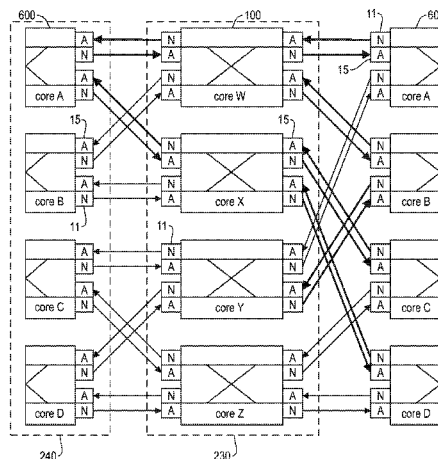 600 100 11 60
A N A N
N A N A
15
A N A N
core A N A core W N A core A
15 15
A N A N
N A N A
A N A N
core B N A core X N A core B
11 11
A N A N
N A N A
A N A N
core C N A core Y N A core C
A N A N
N A N A
A N A N
core D N A core Z N A core D
240 230